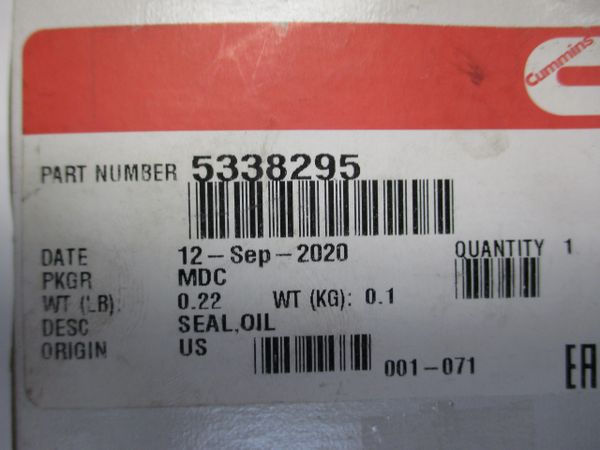 Cummins
PART NUMBER 5338295
DATE 12-Sep-2020 QUANTITY 1
PKGR MDC
WT (LB): 0.22 WT (KG): 0.1
DESC SEAL,OIL
ORIGIN US
001-071
EAC